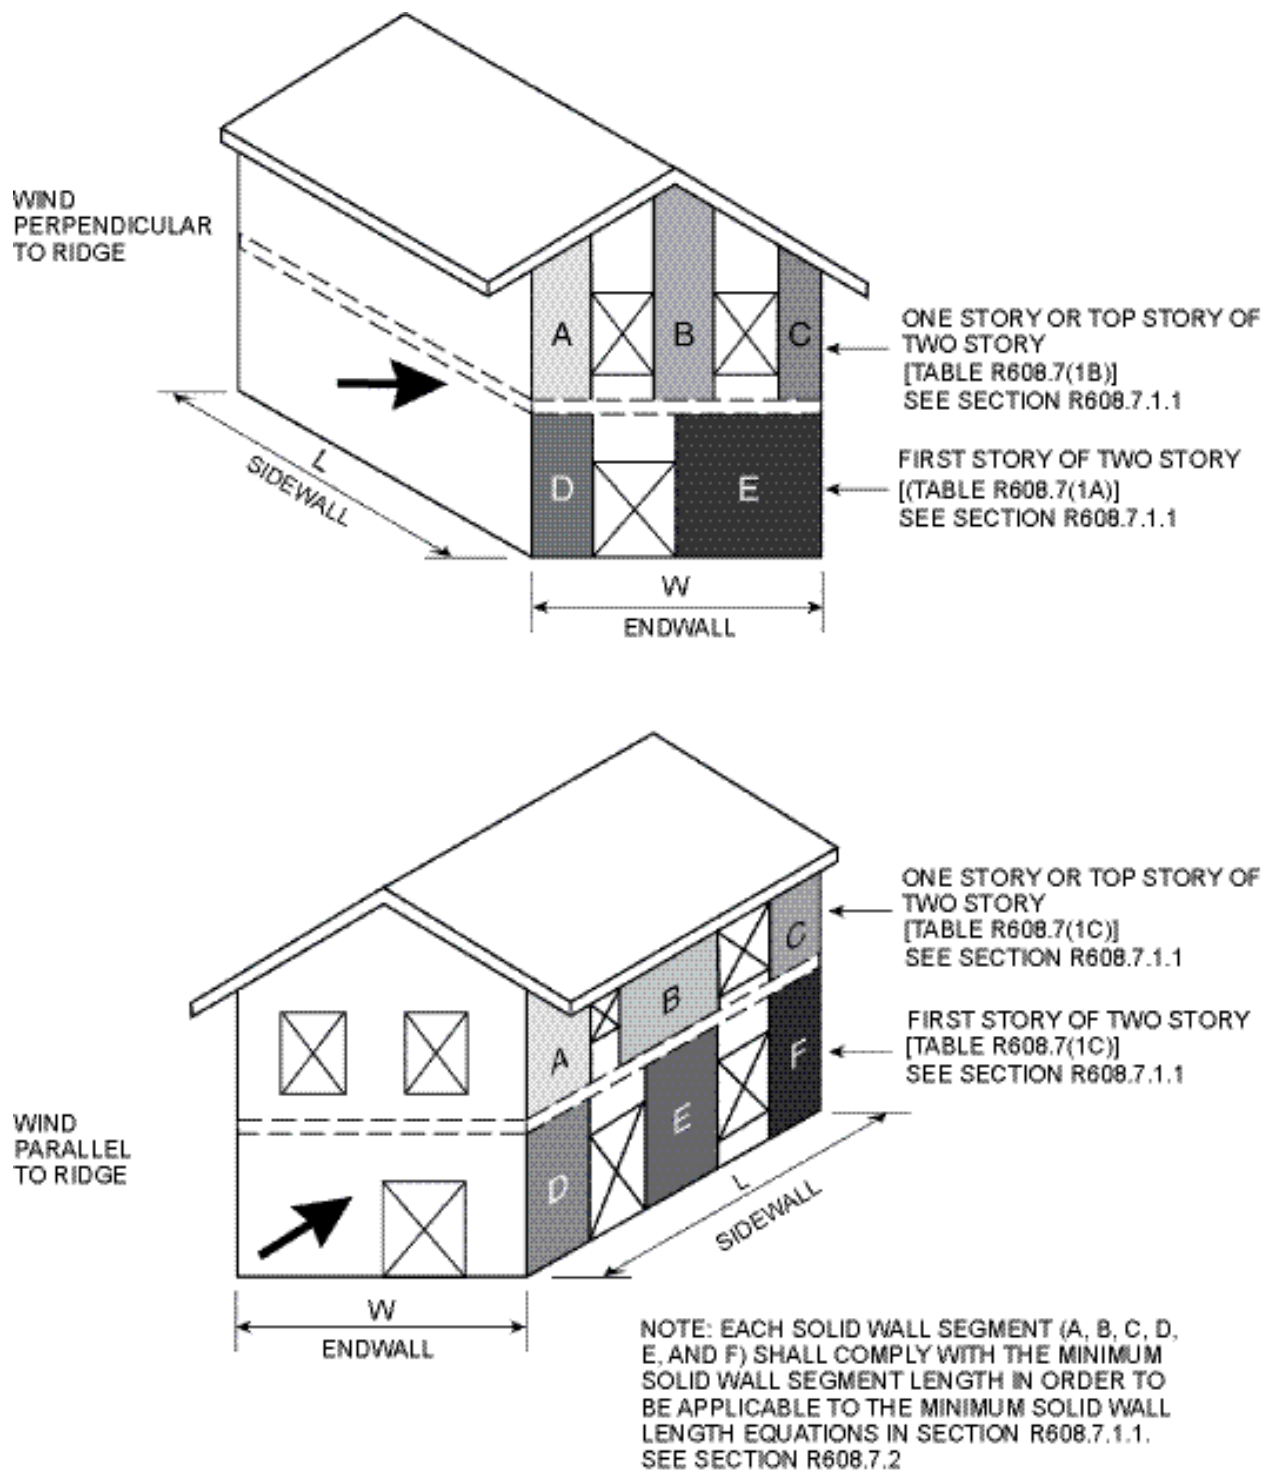 WIND
PERPENDICULAR
TO RIDGE
A
B
C
D
E
ONE STORY OR TOP STORY OF
TWO STORY
[TABLE R608.7(1B)]
SEE SECTION R608.7.1.1
FIRST STORY OF TWO STORY
[(TABLE R608.7(1A)]
SEE SECTION R608.7.1.1
L
SIDEWALL
W
ENDWALL
ONE STORY OR TOP STORY OF
TWO STORY
[TABLE R608.7(1C)]
SEE SECTION R608.7.1.1
FIRST STORY OF TWO STORY
[TABLE R608.7(1C)]
SEE SECTION R608.7.1.1
A
B
C
D
E
F
WIND
PARALLEL
TO RIDGE
L
SIDEWALL
W
ENDWALL
NOTE: EACH SOLID WALL SEGMENT (A, B, C, D,
E, AND F) SHALL COMPLY WITH THE MINIMUM
SOLID WALL SEGMENT LENGTH IN ORDER TO
BE APPLICABLE TO THE MINIMUM SOLID WALL
LENGTH EQUATIONS IN SECTION R608.7.1.1.
SEE SECTION R608.7.2